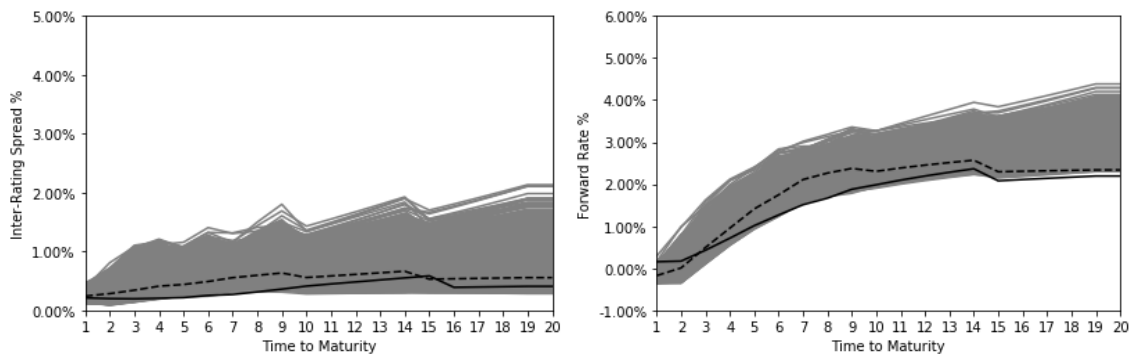 5.00%
4.00%
3.00%
2.00%
1.00%
0.00%
Inter-Rating Spread %
1 2 3 4 5 6 7 8 9 10 11 12 13 14 15 16 17 18 19 20
Time to Maturity
6.00%
5.00%
4.00%
3.00%
2.00%
1.00%
0.00%
-1.00%
Forward Rate %
1 2 3 4 5 6 7 8 9 10 11 12 13 14 15 16 17 18 19 20
Time to Maturity